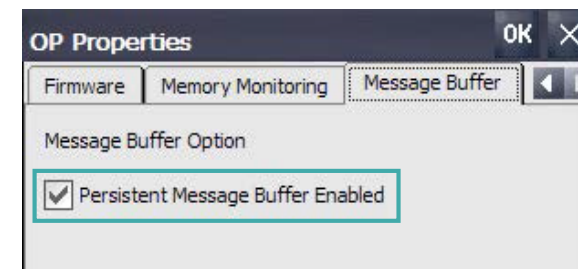 OP Properties OK
Firmware Memory Monitoring Message Buffer
Message Buffer Option
Persistent Message Buffer Enabled